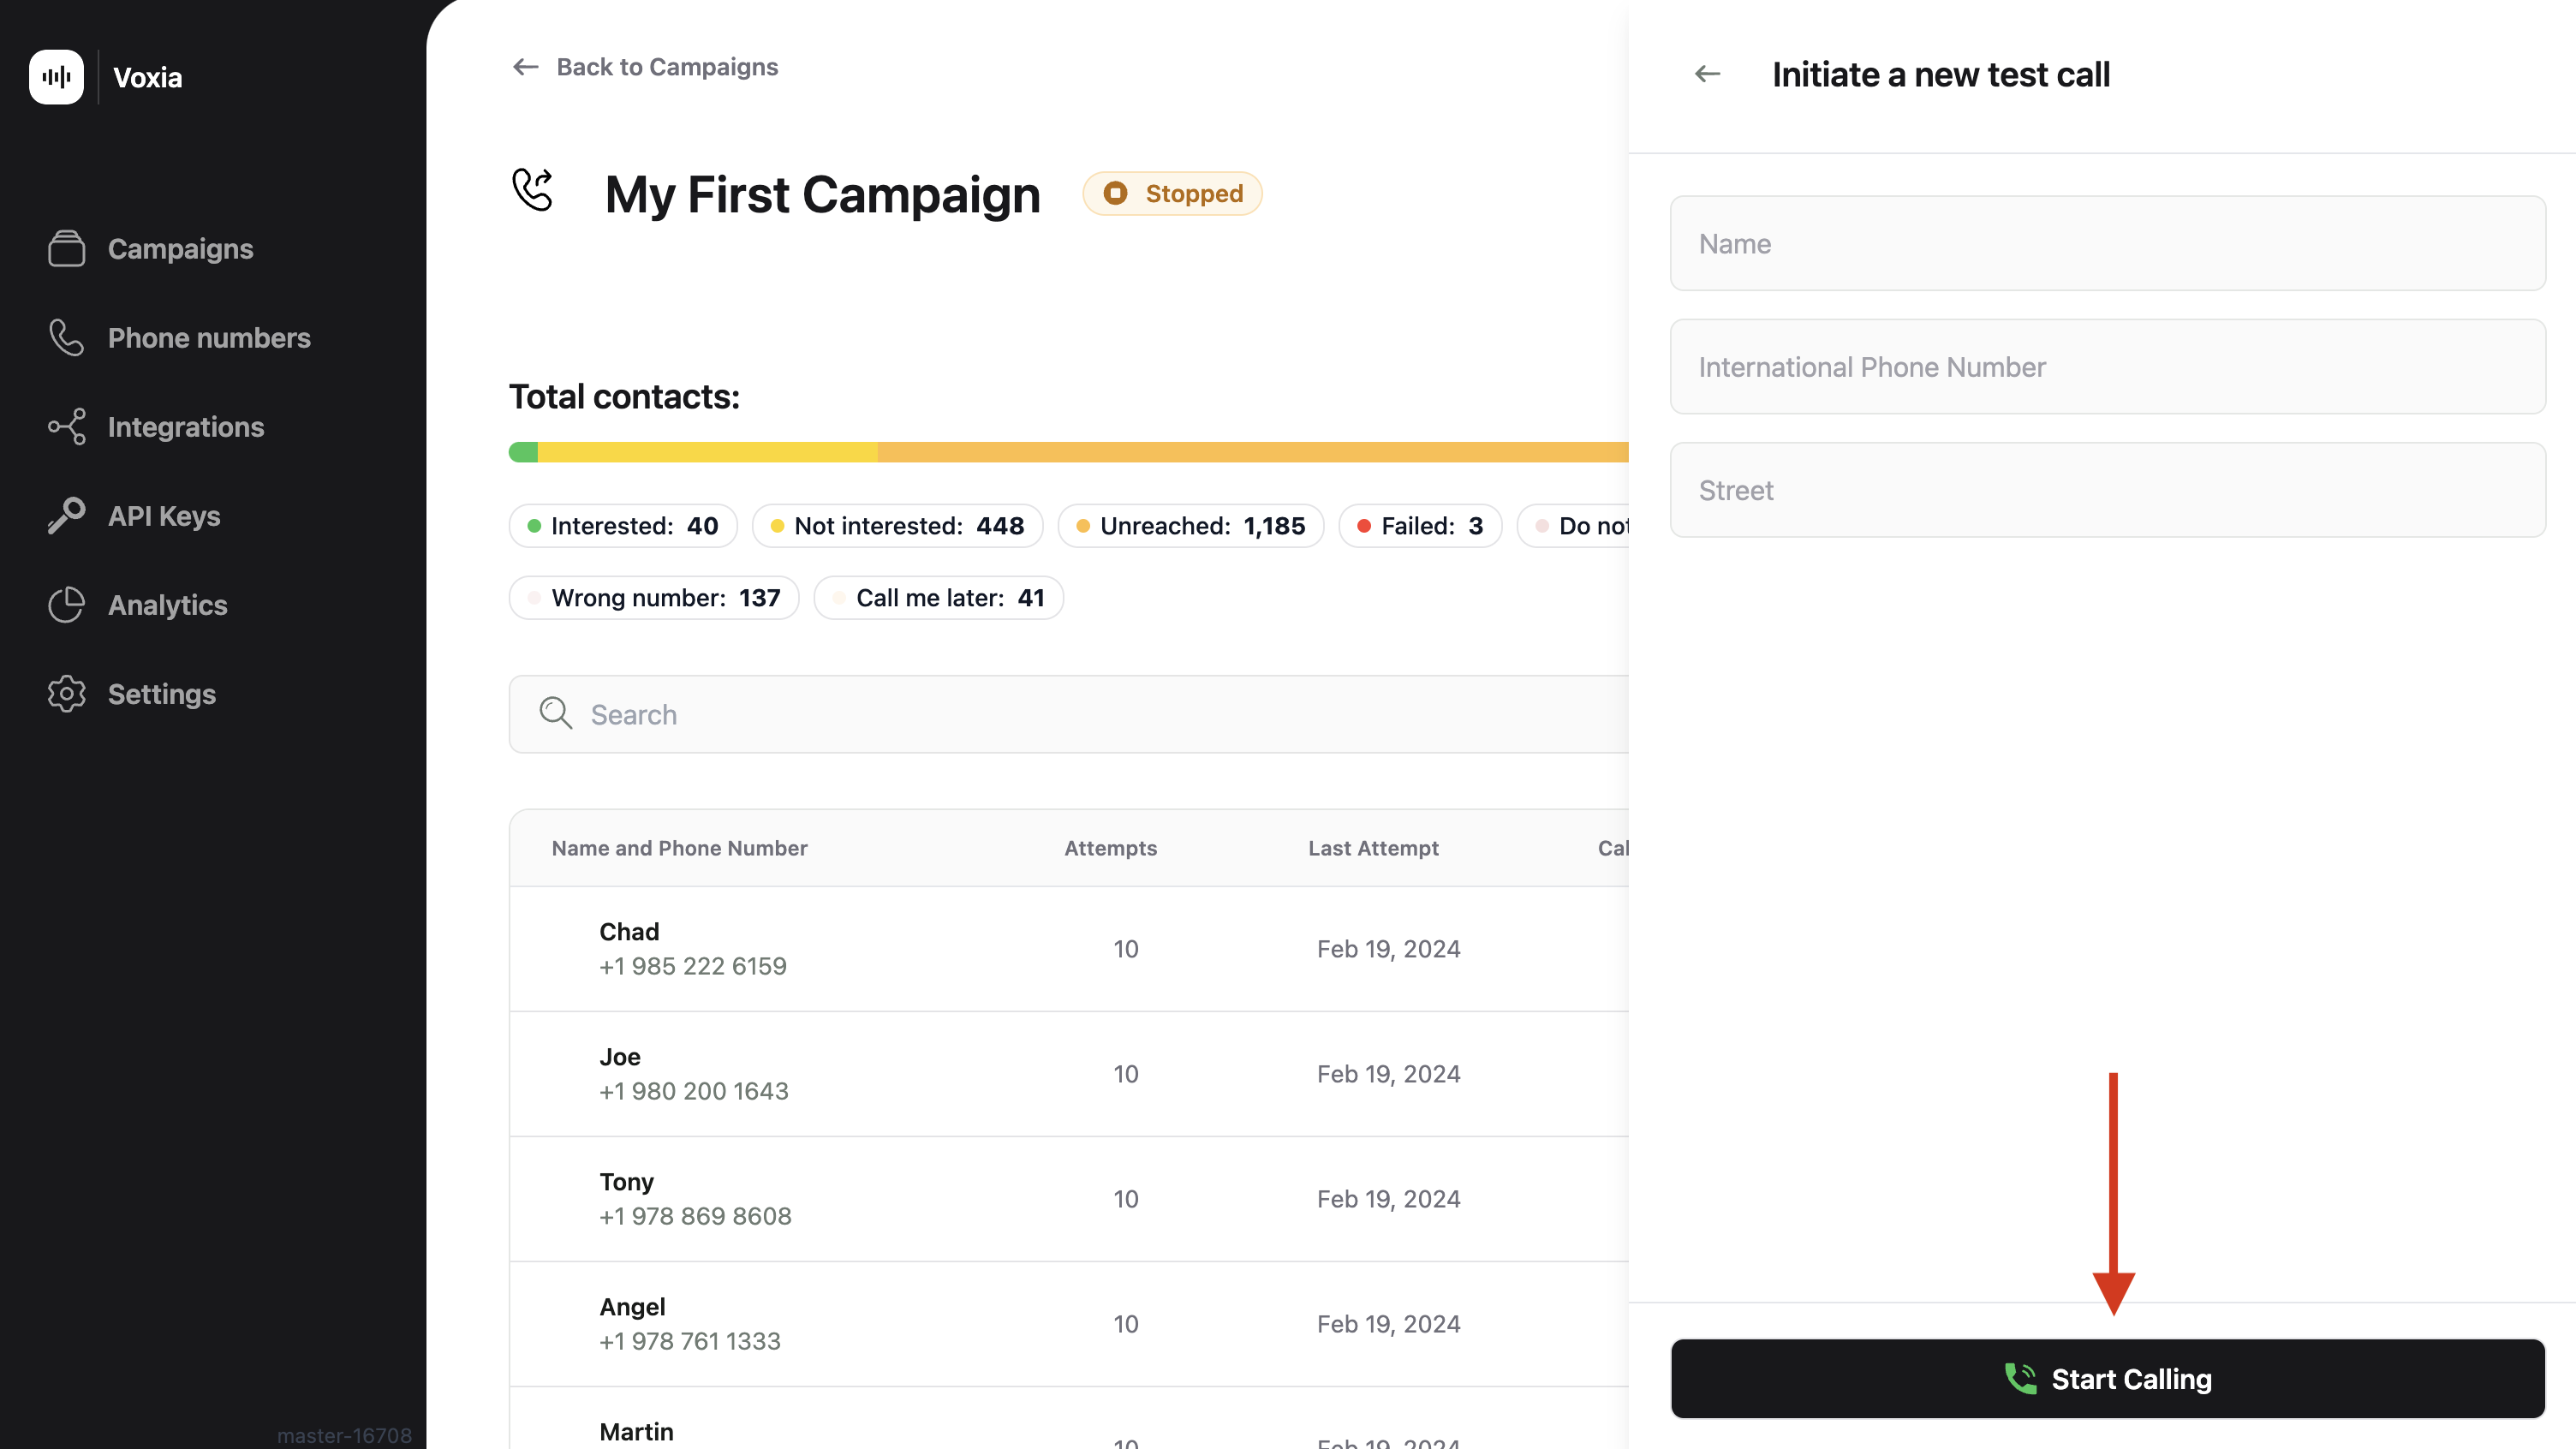 Voxia
Campaigns
Phone numbers
Integrations
API Keys
Analytics
Settings
master-16708
Back to Campaigns
My First Campaign
Stopped
Total contacts:
Interested: 40
Not interested: 448
Unreached: 1,185
Failed: 3
Do not
Wrong number: 137
Call me later: 41
Search
Name and Phone Number Attempts Last Attempt Cal
Chad
+1 985 222 6159
10
Feb 19, 2024
Joe
+1 980 200 1643
10
Feb 19, 2024
Tony
+1 978 869 8608
10
Feb 19, 2024
Angel
+1 978 761 1333
10
Feb 19, 2024
Martin
10
Feb 19, 2024
Initiate a new test call
Name
International Phone Number
Street
Start Calling